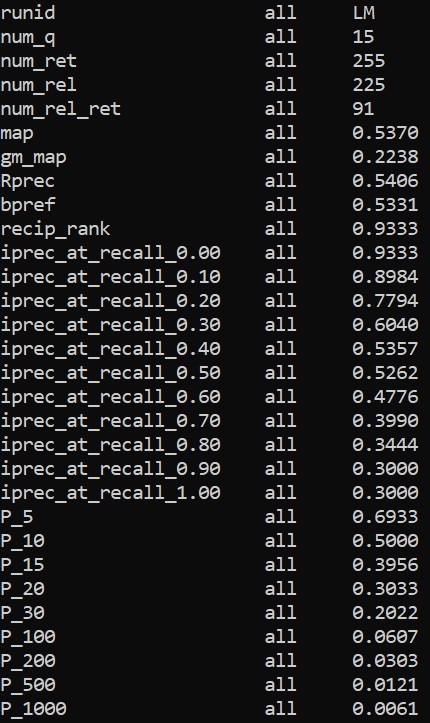 runid all LM
num_q all 15
num_ret all 255
num_rel all 225
num_rel_ret all 91
map all 0.5370
gm_map all 0.2238
Rprec all 0.5406
bpref all 0.5331
recip_rank all 0.9333
iprec_at_recall_0.00 all 0.9333
iprec_at_recall_0.10 all 0.8984
iprec_at_recall_0.20 all 0.7794
iprec_at_recall_0.30 all 0.6040
iprec_at_recall_0.40 all 0.5357
iprec_at_recall_0.50 all 0.5262
iprec_at_recall_0.60 all 0.4776
iprec_at_recall_0.70 all 0.3990
iprec_at_recall_0.80 all 0.3444
iprec_at_recall_0.90 all 0.3000
iprec_at_recall_1.00 all 0.3000
P_5 all 0.6933
P_10 all 0.5000
P_15 all 0.3956
P_20 all 0.3033
P_30 all 0.2022
P_100 all 0.0607
P_200 all 0.0303
P_500 all 0.0121
P_1000 all 0.0061